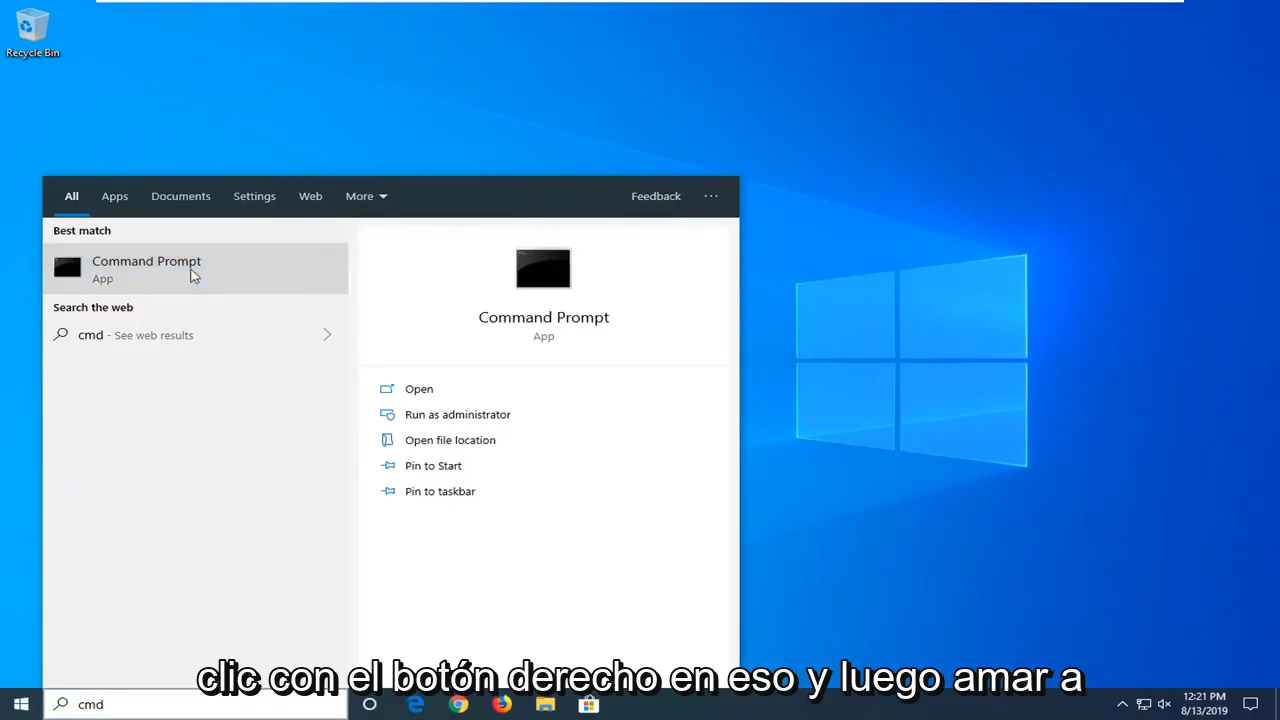 Recycle Bin
All Apps Documents Settings Web More Feedback ...
Best match
Command Prompt
App
Search the web
cmd - See web results
Command Prompt
App
Open
Run as administrator
Open file location
Pin to Start
Pin to taskbar
clic con el botón derecho en eso y luego amar a
cmd
12:21 PM
8/13/2019